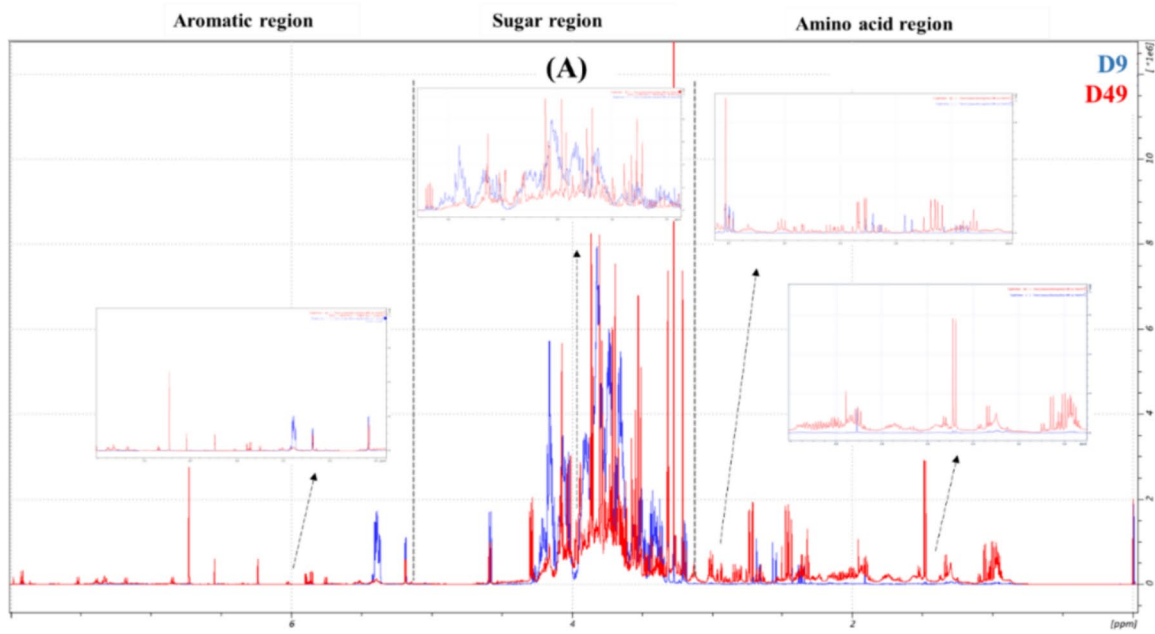 Aromatic region
Sugar region
Amino acid region
(A)
D9
D49
[ *1e6]
10
8
6
4
2
0
6
4
2
0
[ppm]